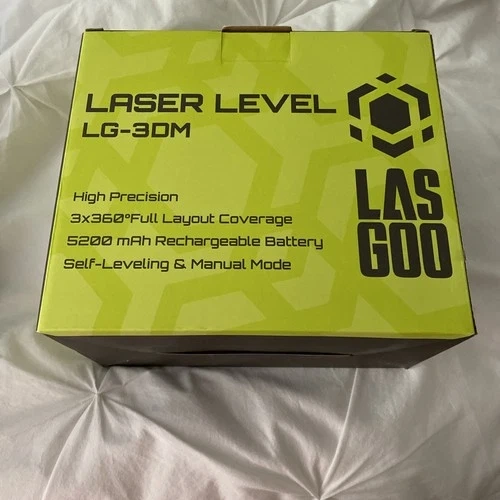 LASER LEVEL
LG-3DM
High Precision
3x360°Full Layout Coverage
5200 mAh Rechargeable Battery
Self-Leveling & Manual Mode
LAS
GOO